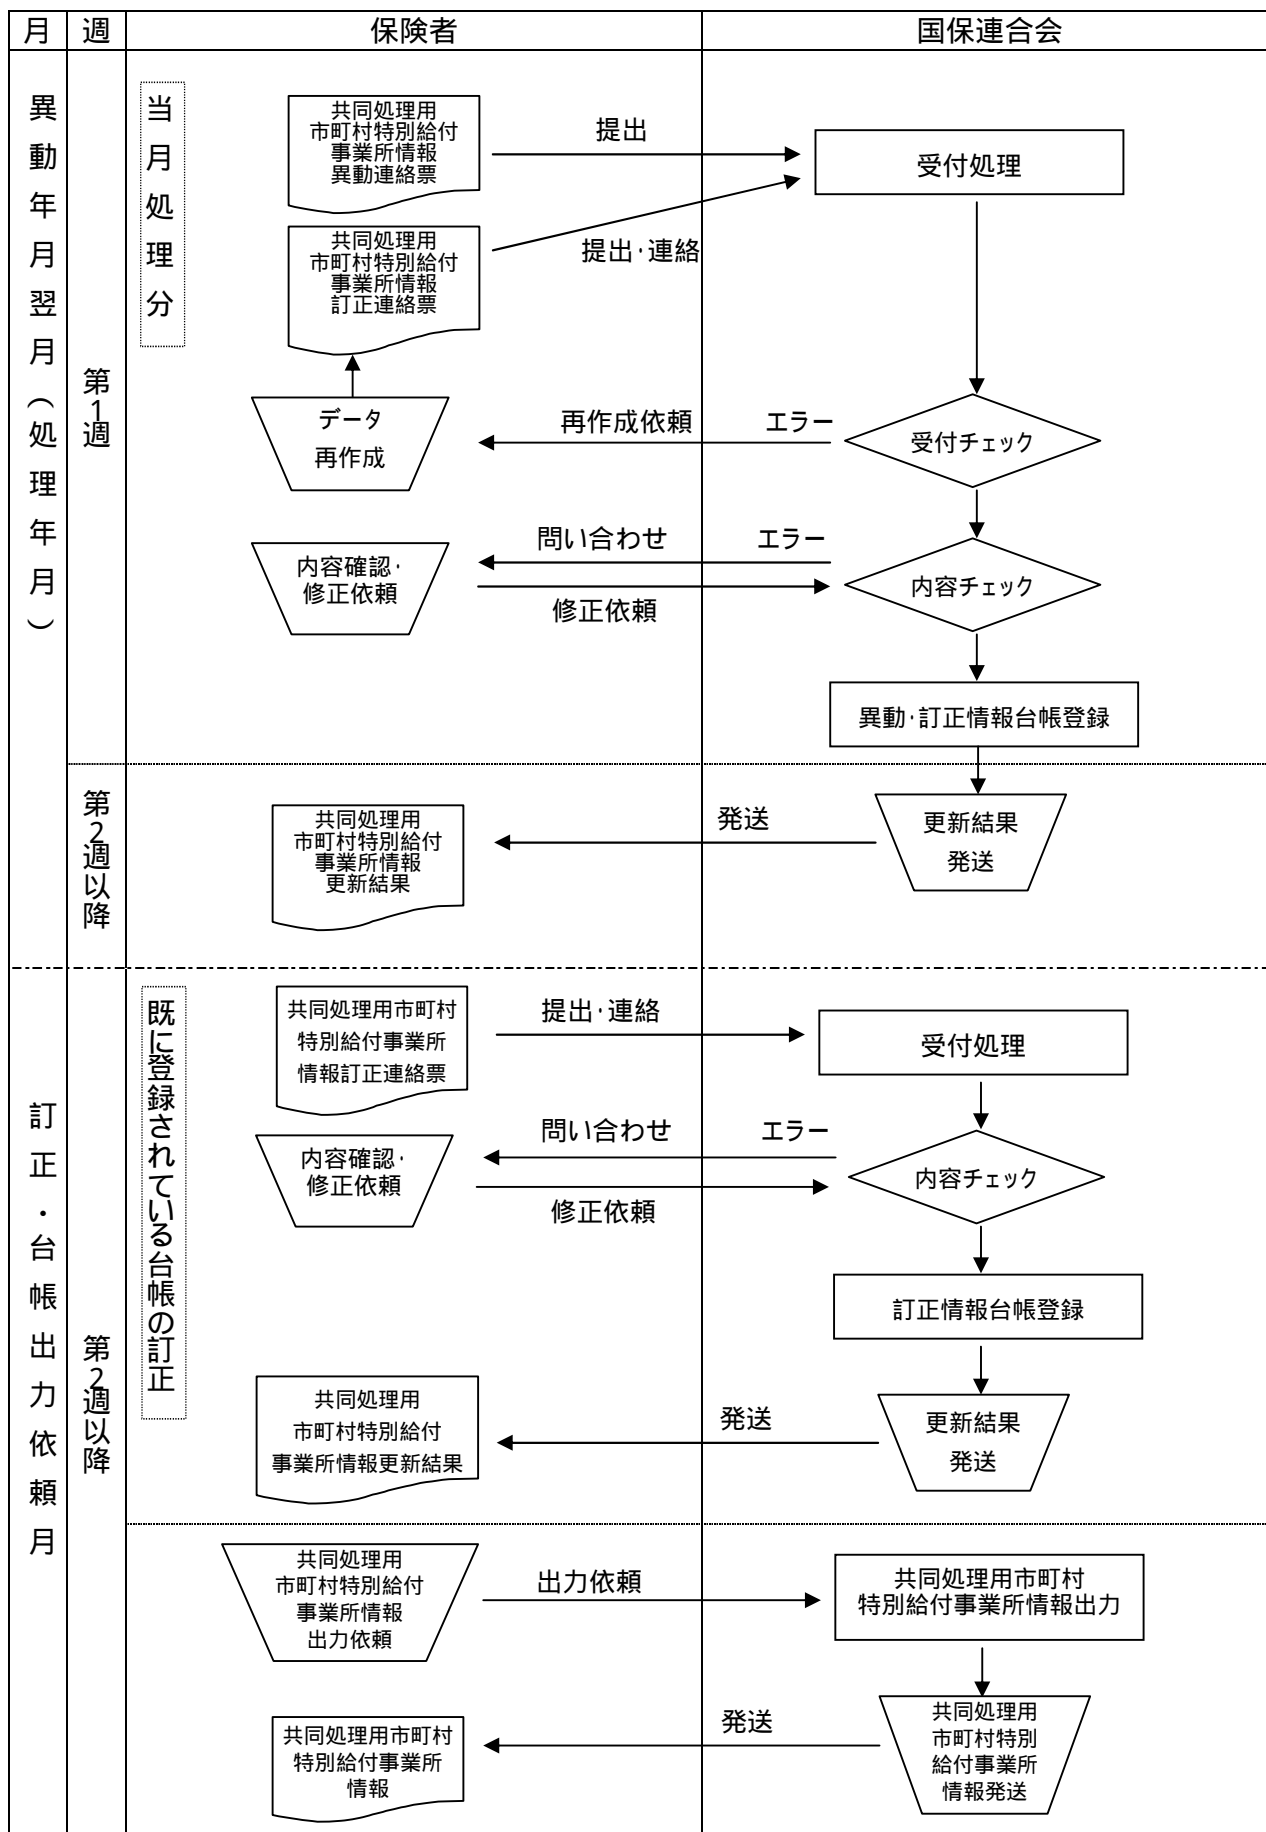 月
週
保険者
国保連合会
異動年月翌月(処理年月)
第1週
当月処理分
共同処理用
市町村特別給付
事業所情報
異動連絡票
提出
受付処理
共同処理用
市町村特別給付
事業所情報
訂正連絡票
提出・連絡
データ
再作成
再作成依頼
エラー
受付チェック
問い合わせ
エラー
内容確認・
修正依頼
内容チェック
修正依頼
異動・訂正情報台帳登録
第2週以降
共同処理用
市町村特別給付
事業所情報
更新結果
発送
更新結果
発送
訂正・台帳出力依頼月
第2週以降
既に登録されている台帳の訂正
共同処理用市町村
特別給付事業所
情報訂正連絡票
提出・連絡
受付処理
問い合わせ
エラー
内容確認・
修正依頼
内容チェック
修正依頼
訂正情報台帳登録
共同処理用
市町村特別給付
事業所情報更新結果
発送
更新結果
発送
共同処理用
市町村特別給付
事業所情報
出力依頼
出力依頼
共同処理用市町村
特別給付事業所情報出力
共同処理用市町村
特別給付事業所
情報
発送
共同処理用
市町村特別
給付事業所
情報発送